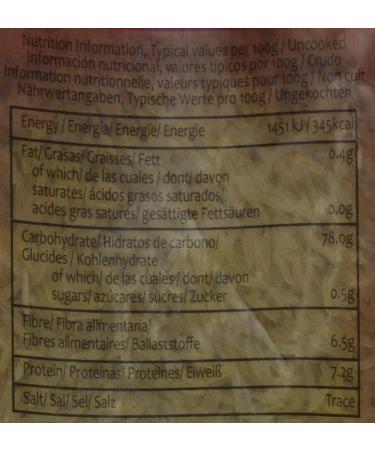 Nutrition Information, Typical values per 100g / Uncooked
Información nutricional, valores típicos por 100g / Crudo
Information nutritionnelle, valeurs typiques pour 100g / Non cuit
Nährwertangaben, Typische Werte pro 100g / Ungekochten
Energy/ Energía/ Energie/ Energie 1451 kJ / 345kcal
Fat/ Grasas/ Graisses/ Fett 0.4g
of which/ de las cuales / dont/ davon
saturates/ ácidos grasos saturados/
acides gras saturés/ gesättigte Fettsäuren 0.0g
Carbohydrate/ Hidratos de carbono/ 78.0g
Glucides / Kohlenhydrate
of which/ de las cuales / dont/ davon
sugars/ azúcares/ sucres/ Zucker 0.5g
Fibre/ Fibra alimentaria/
Fibres alimentaires/ Ballaststoffe 6.5g
Protein/ Proteínas/ Proteines/ Eiweiß 7.2g
Salt/ Sal/ Sel/ Salz Trace